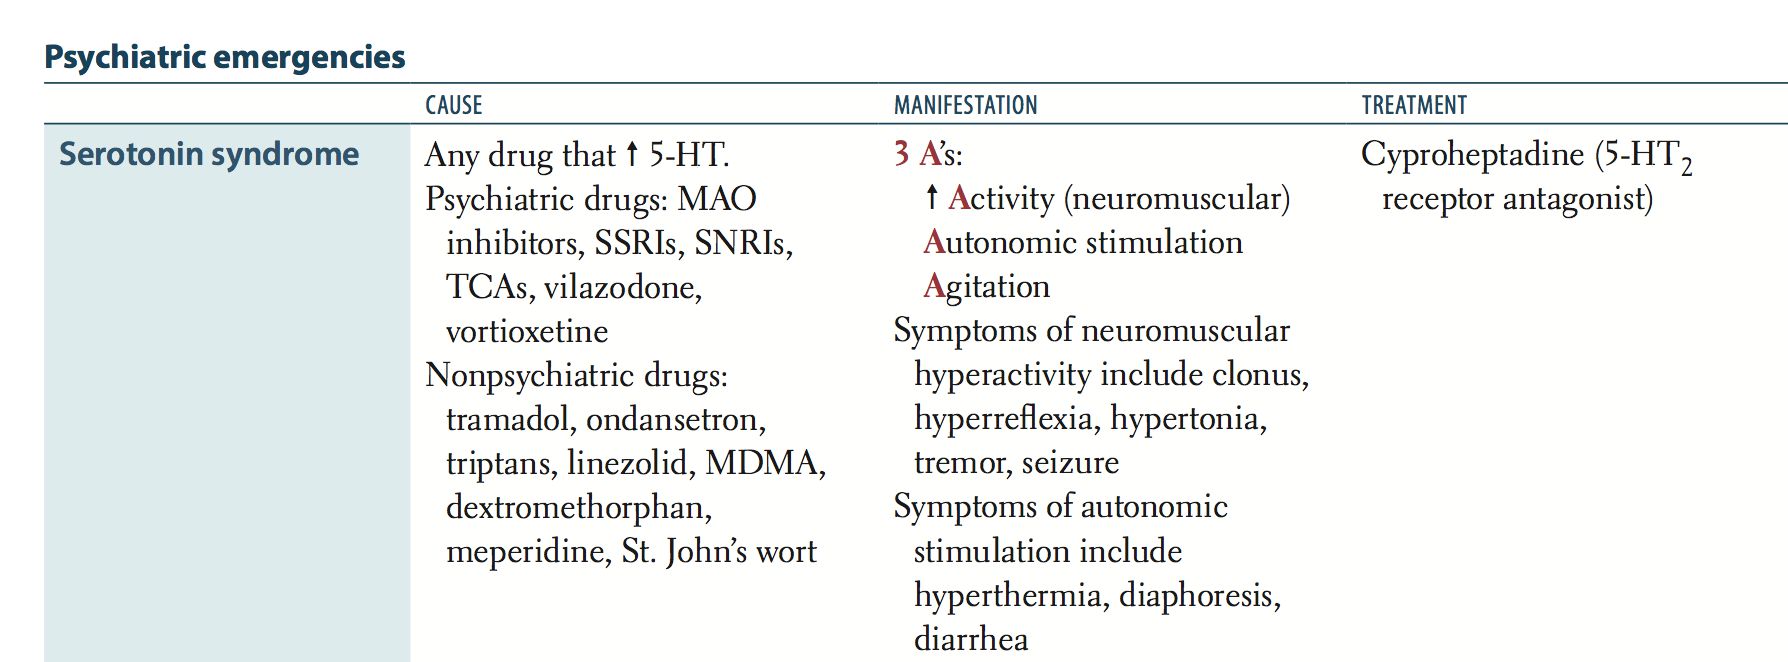 Psychiatric emergencies
CAUSE
MANIFESTATION
TREATMENT
Serotonin syndrome
Any drug that ↑ 5-HT.
Psychiatric drugs: MAO
inhibitors, SSRIs, SNRIs,
TCAs, vilazodone,
vortioxetine
Nonpsychiatric drugs:
tramadol, ondansetron,
triptans, linezolid, MDMA,
dextromethorphan,
meperidine, St. John’s wort
3 A’s:
↑ Activity (neuromuscular)
Autonomic stimulation
Agitation
Symptoms of neuromuscular
hyperactivity include clonus,
hyperreflexia, hypertonia,
tremor, seizure
Symptoms of autonomic
stimulation include
hyperthermia, diaphoresis,
diarrhea
Cyproheptadine (5-HT₂
receptor antagonist)